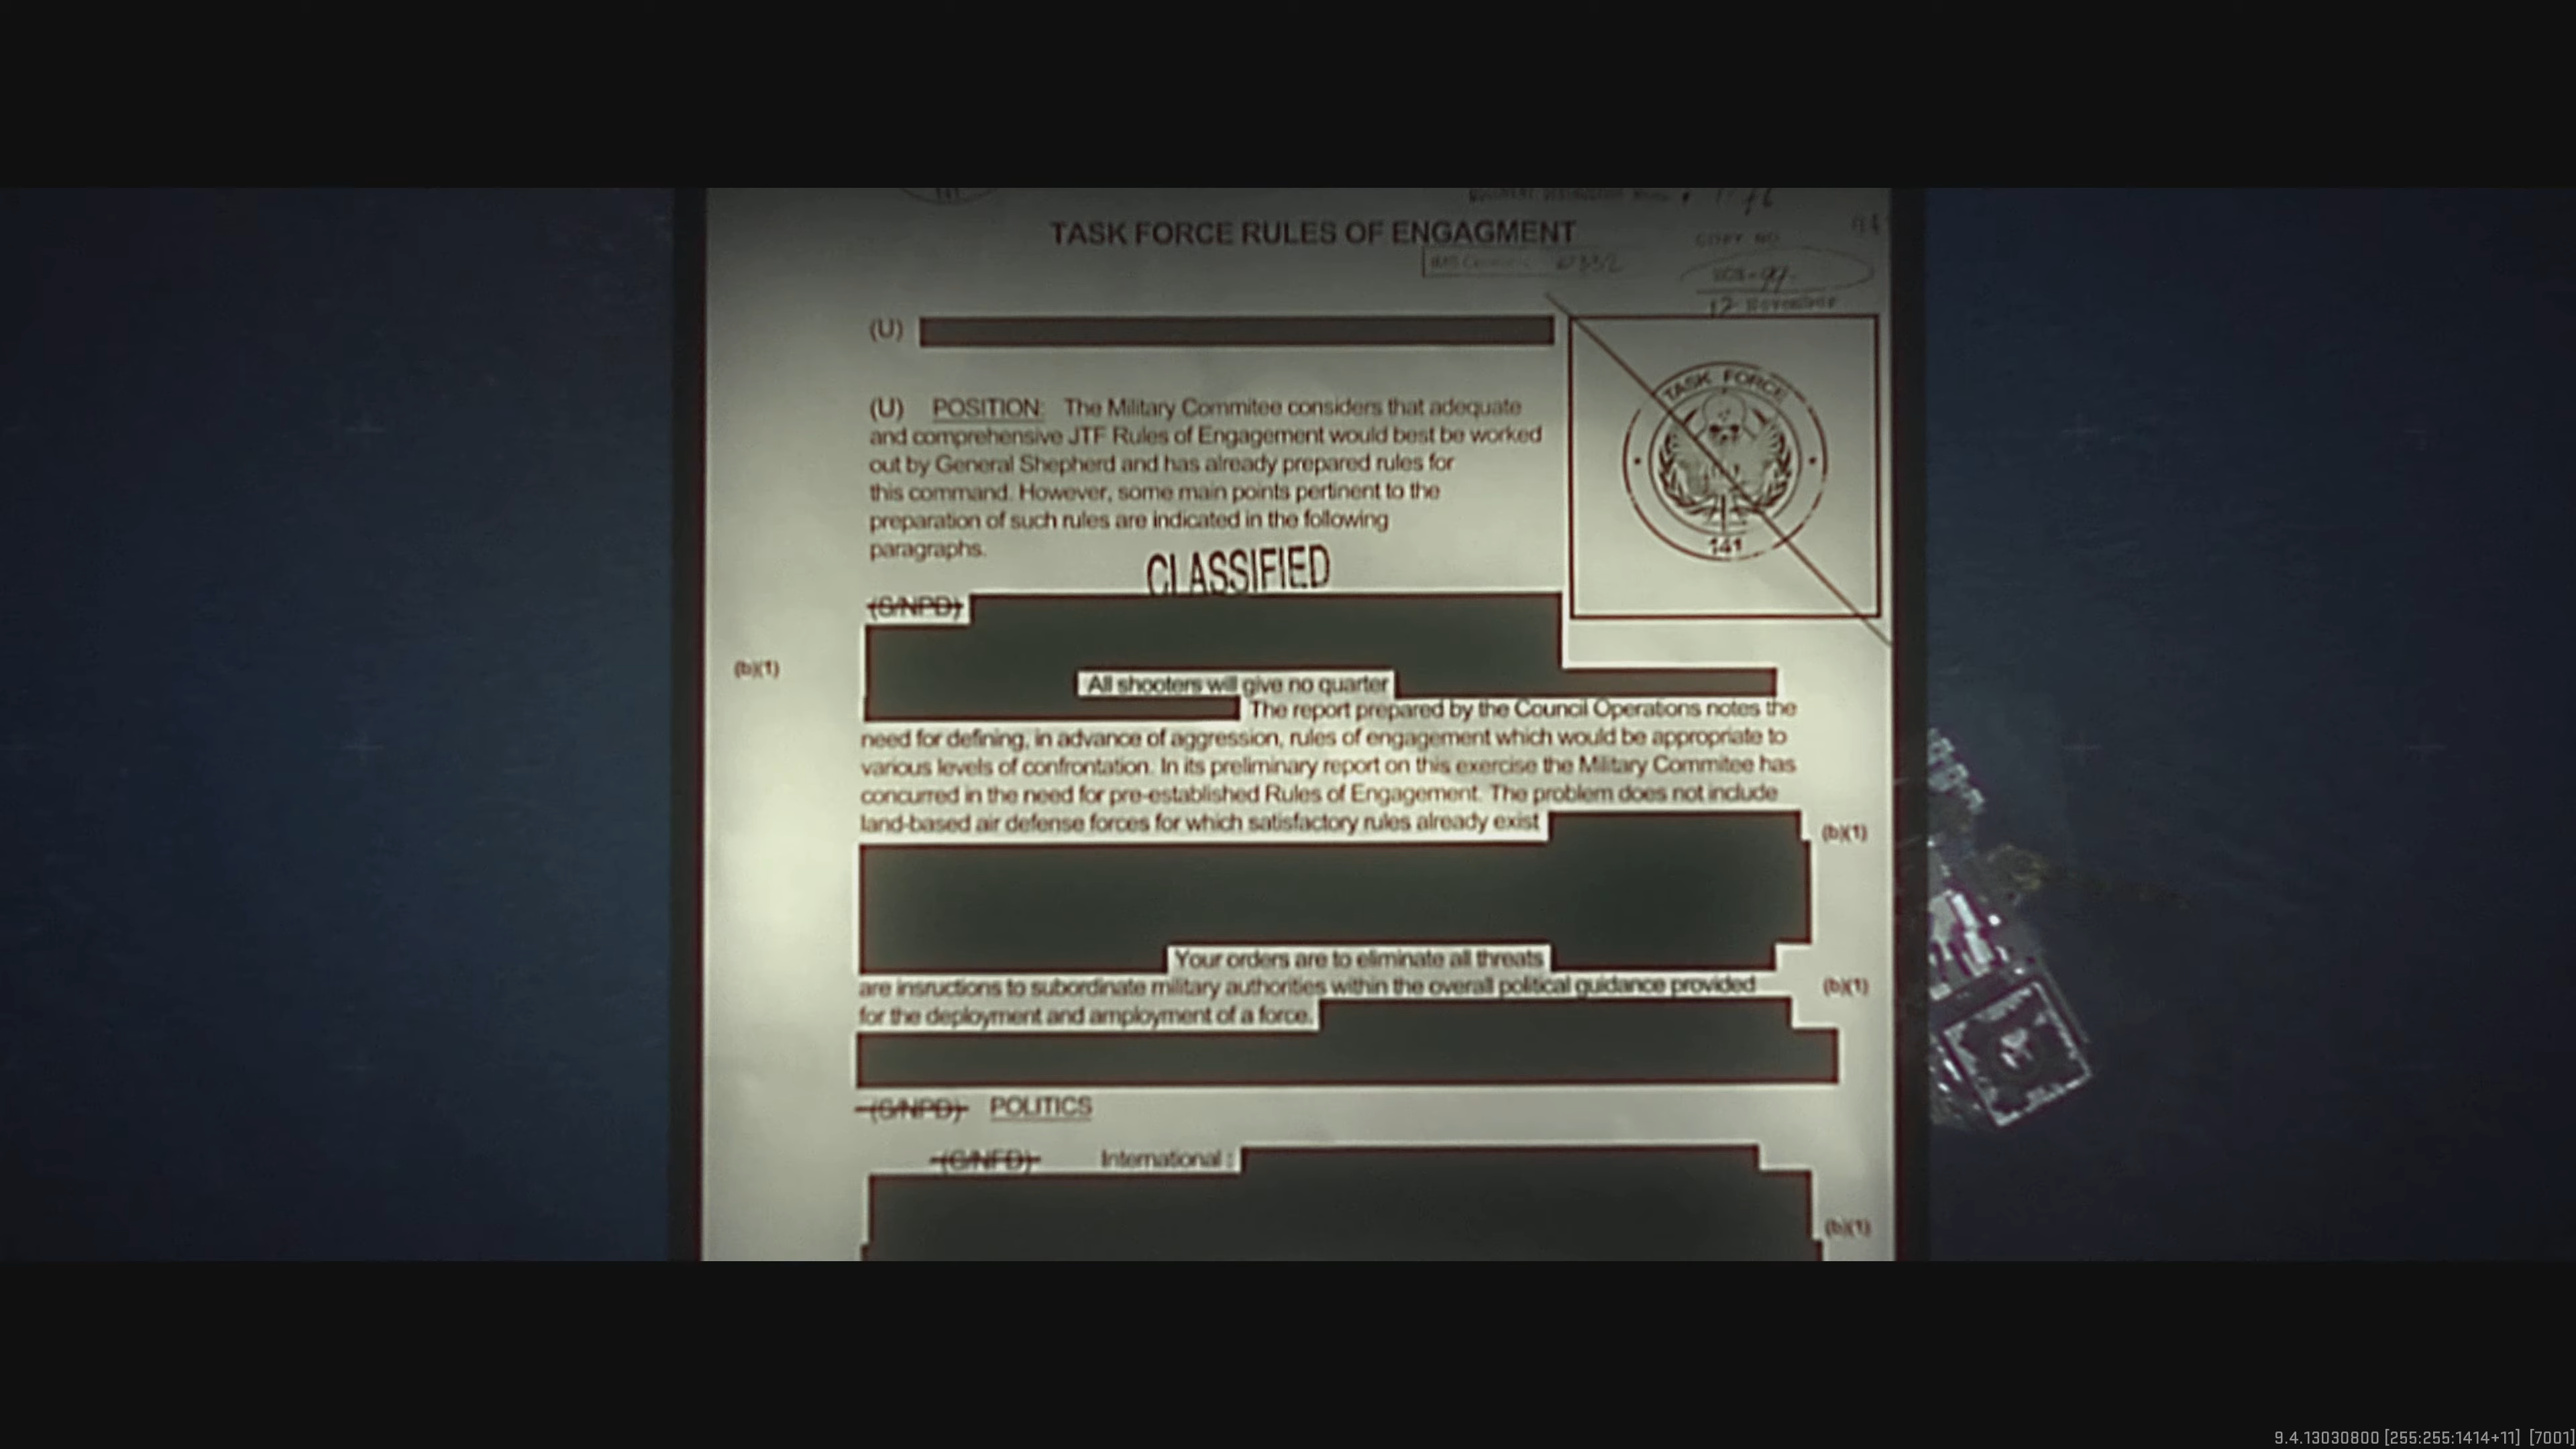 TASK FORCE RULES OF ENGAGMENT
COPY NO
12 November
(U)
(U) POSITION: The Military Commitee considers that adequate
and comprehensive JTF Rules of Engagement would best be worked
out by General Shepherd and has already prepared rules for
this command. However, some main points pertinent to the
preparation of such rules are indicated in the following
paragraphs.
TASK FORCE
141
CLASSIFIED
(S/NPD)
(b)(1)
All shooters will give no quarter
The report prepared by the Council Operations notes the
need for defining, in advance of aggression, rules of engagement which would be appropriate to
various levels of confrontation. In its preliminary report on this exercise the Military Commitee has
concurred in the need for pre-established Rules of Engagement. The problem does not include
land-based air defense forces for which satisfactory rules already exist
(b)(1)
Your orders are to eliminate all threats
are insructions to subordinate military authorities within the overall political guidance provided
(b)(1)
for the deployment and amployment of a force.
(S/NPD) POLITICS
International :
(b)(1)
9.4.13030800 [255:255:1414+11] [7001]